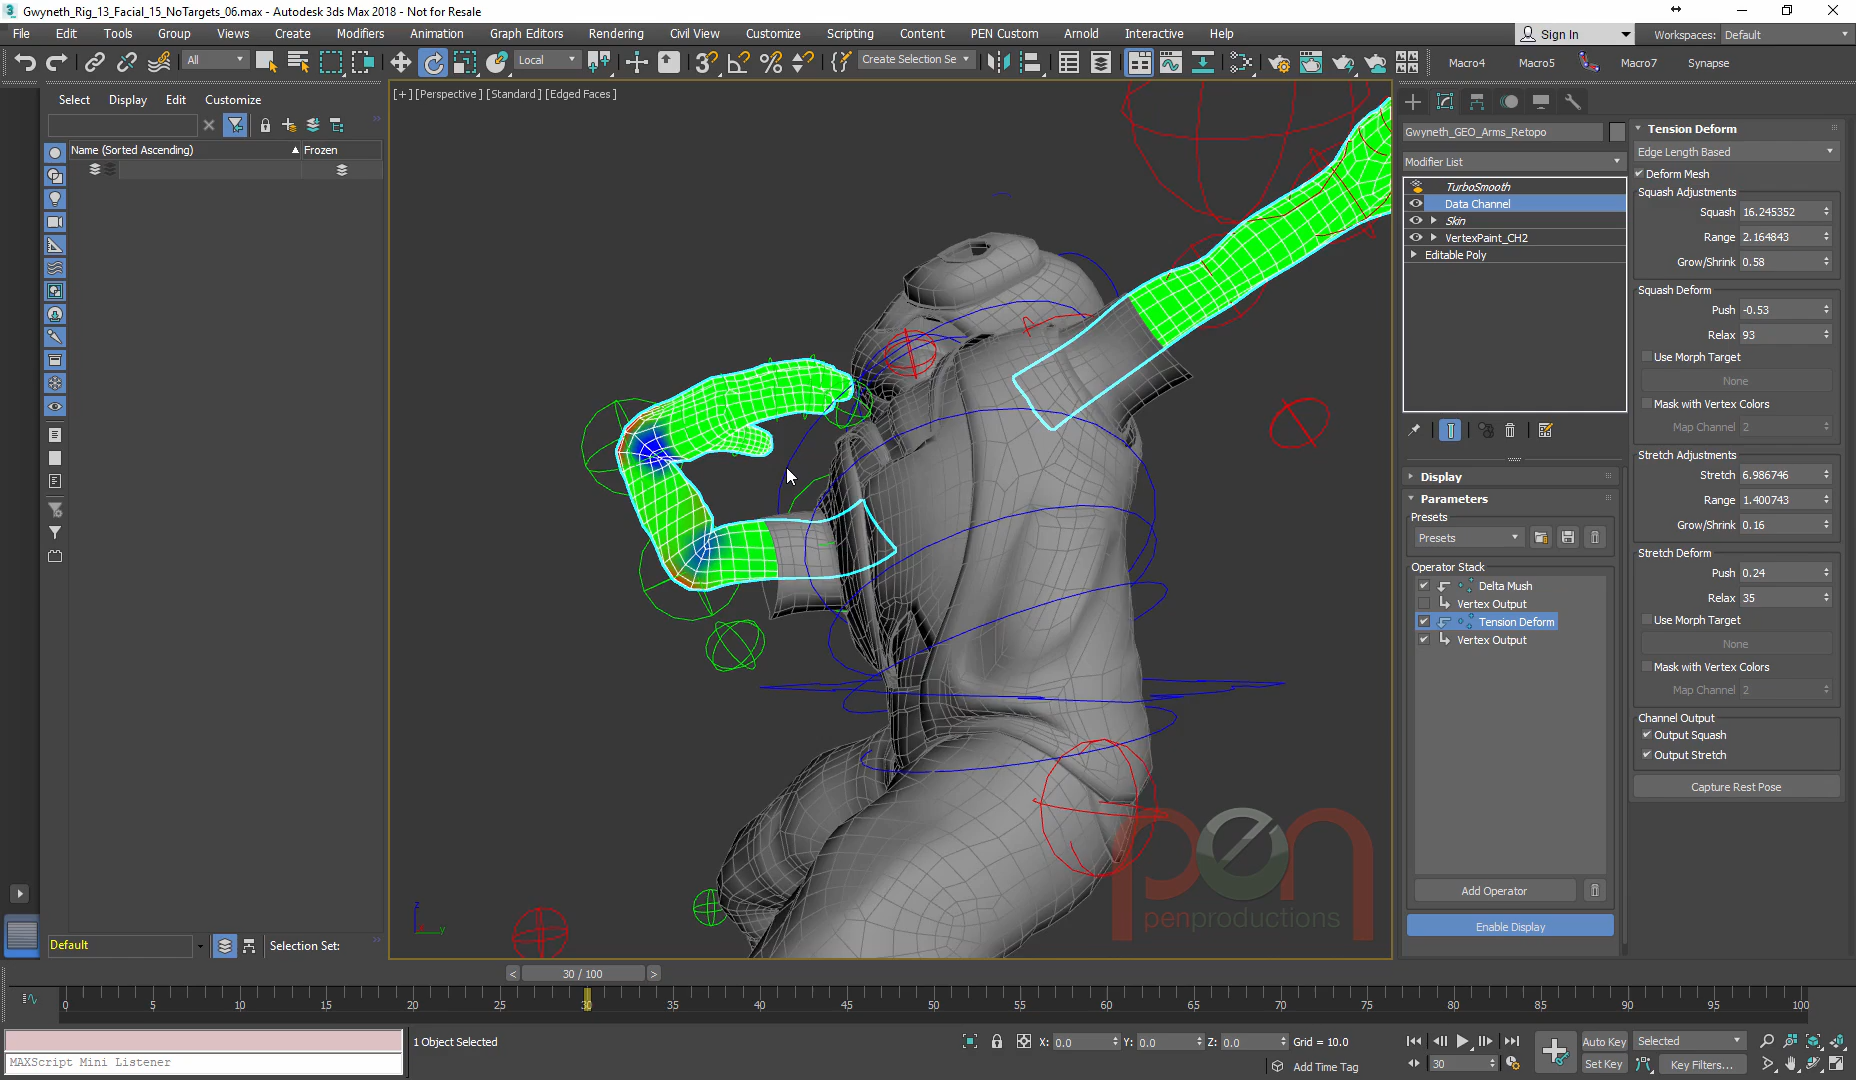 Gwyneth_Rig_13_Facial_15_NoTargets_06.max - Autodesk 3ds Max 2018 - Not for Resale
File Edit Tools Group Views Create Modifiers Animation Graph Editors Rendering Civil View Customize Scripting Content PEN Custom Arnold Interactive Help
Sign In
Workspaces: Default
All
Local
Create Selection Se
Macro4 Macro5 Macro7 Synapse
Select Display Edit Customize
Name (Sorted Ascending)
Frozen
Default
Selection Set:
[+] [Perspective] [Standard] [Edged Faces]
z
y
pen
penproductions
Gwyneth_GEO_Arms_Retopo
Modifier List
TurboSmooth
Data Channel
Skin
VertexPaint_CH2
Editable Poly
Display
Parameters
Presets
Presets
Operator Stack
Delta Mush
Vertex Output
Tension Deform
Vertex Output
Add Operator
Enable Display
Tension Deform
Edge Length Based
Deform Mesh
Squash Adjustments
Squash 16.245352
Range 2.164843
Grow/Shrink 0.58
Squash Deform
Push -0.53
Relax 93
Use Morph Target
None
Mask with Vertex Colors
Map Channel 2
Stretch Adjustments
Stretch 6.986746
Range 1.400743
Grow/Shrink 0.16
Stretch Deform
Push 0.24
Relax 35
Use Morph Target
None
Mask with Vertex Colors
Map Channel 2
Channel Output
Output Squash
Output Stretch
Capture Rest Pose
< 30 / 100 >
0 5 10 15 20 25 30 35 40 45 50 55 60 65 70 75 80 85 90 95 100
MAXScript Mini Listener
1 Object Selected
X: 0.0 Y: 0.0 Z: 0.0 Grid = 10.0
Add Time Tag
30
Auto Key Selected
Set Key Key Filters...